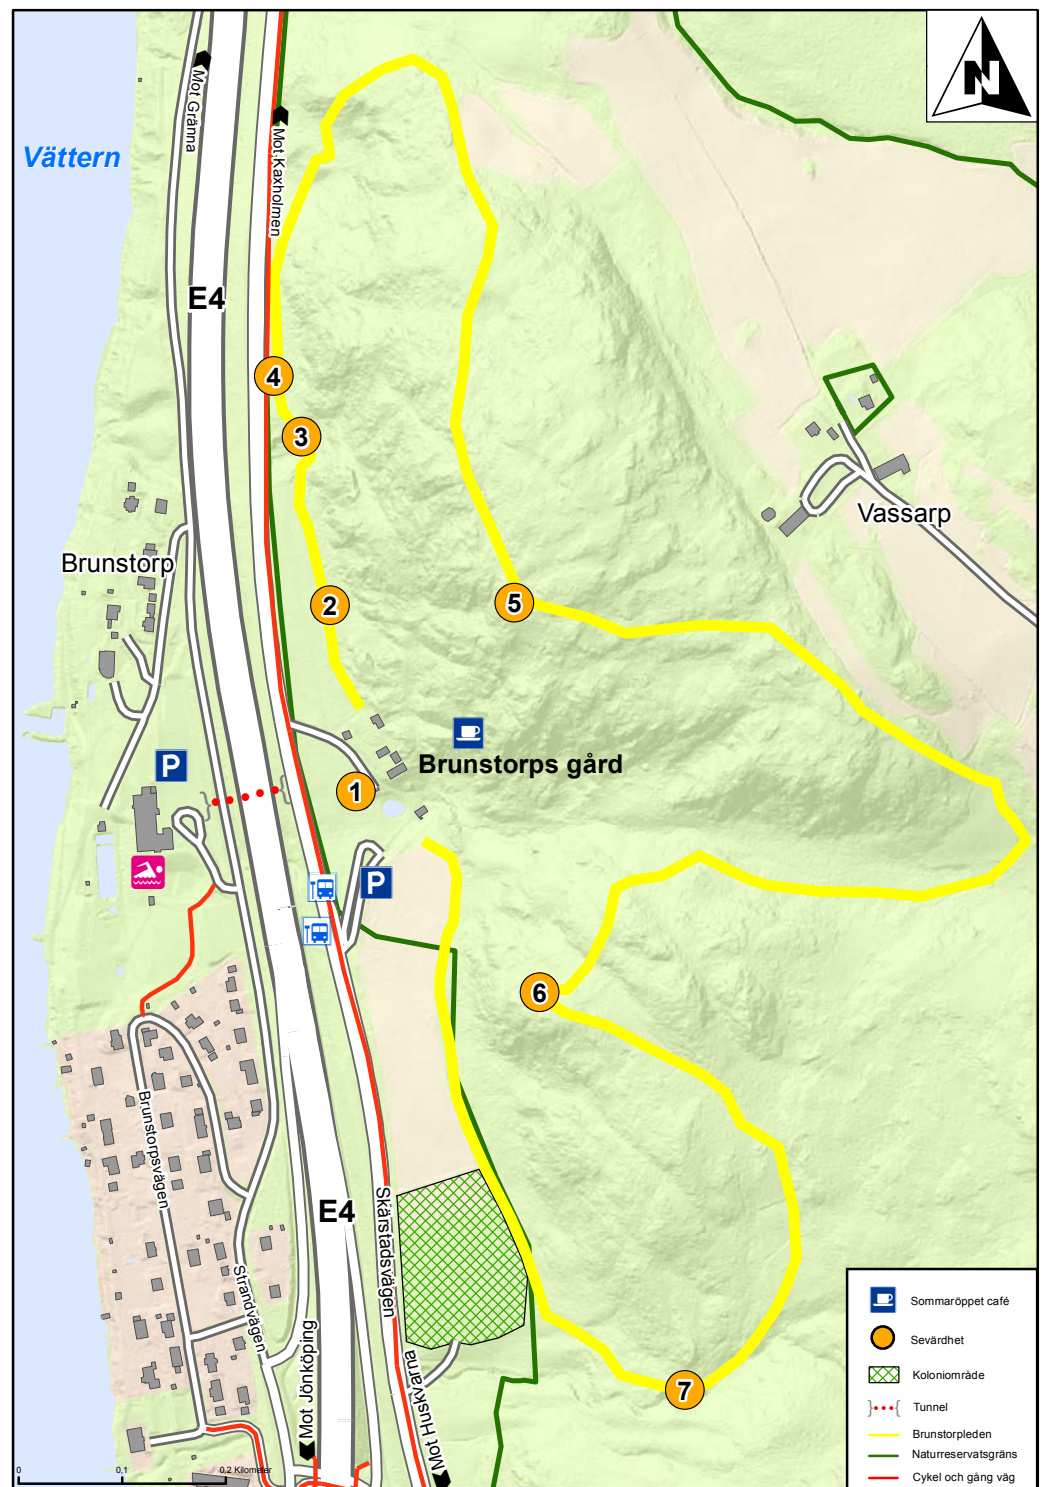 N
Mot Gränna
Mot Kaxholmen
Vättern
E4
4
3
Vassarp
Brunstorp
2
5
P
Brunstorps gård
1
P
6
Brunstorpsvägen
Skärstadsvägen
E4
Strandvägen
Mot Jönköping
Mot Huskvarna
7
0
0,1
0,2 Kilometer
Sommaröppet café
Sevärdhet
Koloniområde
Tunnel
Brunstorpleden
Naturreservatsgräns
Cykel och gång väg